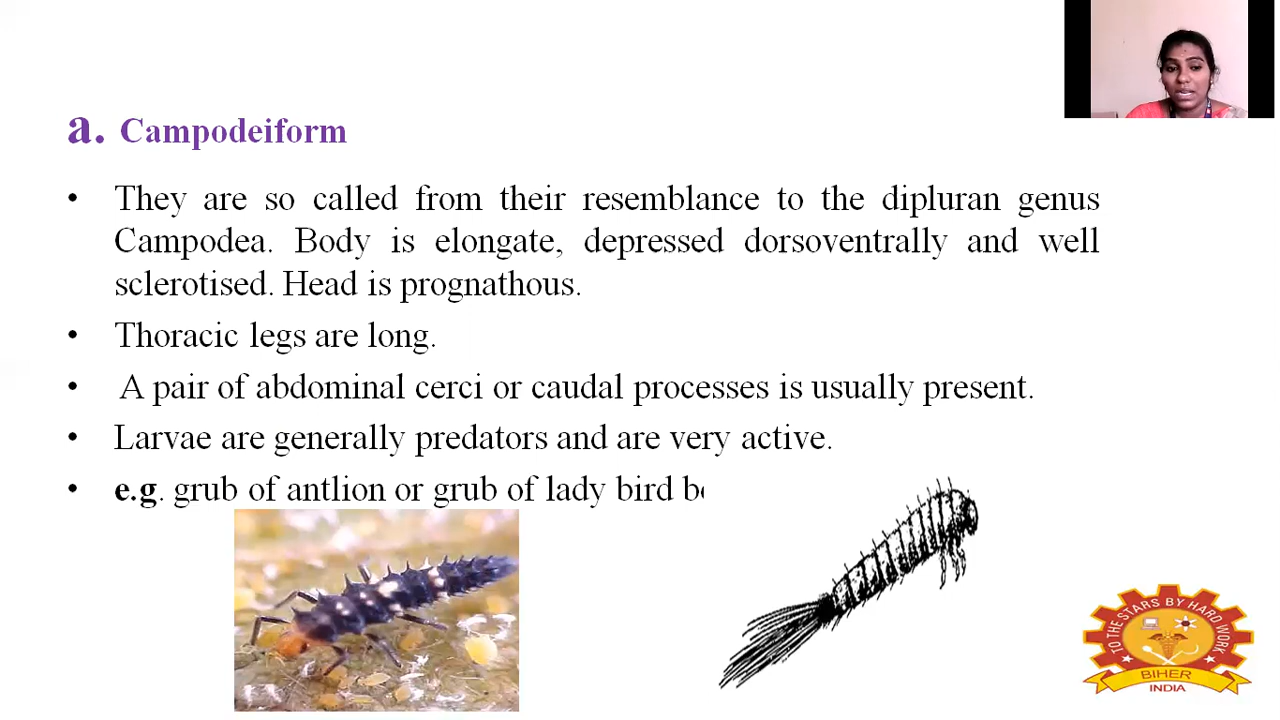 a. Campodeiform
• They are so called from their resemblance to the dipluran genus
Campodea. Body is elongate, depressed dorsoventrally and well
sclerotised. Head is prognathous.
• Thoracic legs are long.
• A pair of abdominal cerci or caudal processes is usually present.
• Larvae are generally predators and are very active.
• e.g. grub of antlion or grub of lady bird
TO THE STARS BY HARD WORK
BIHER
INDIA